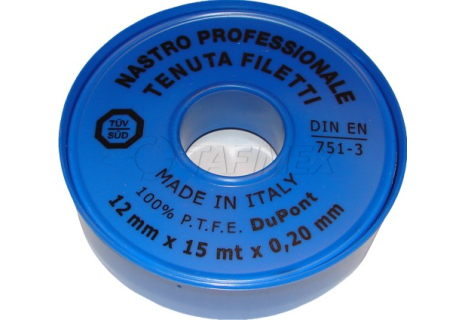 NASTRO PROFESSIONALE
TENUTA FILETTI
TÜV
SÜD
DIN EN
751-3
MADE IN ITALY
100% P.T.F.E. DuPont
12 mm x 15 mt x 0,20 mm